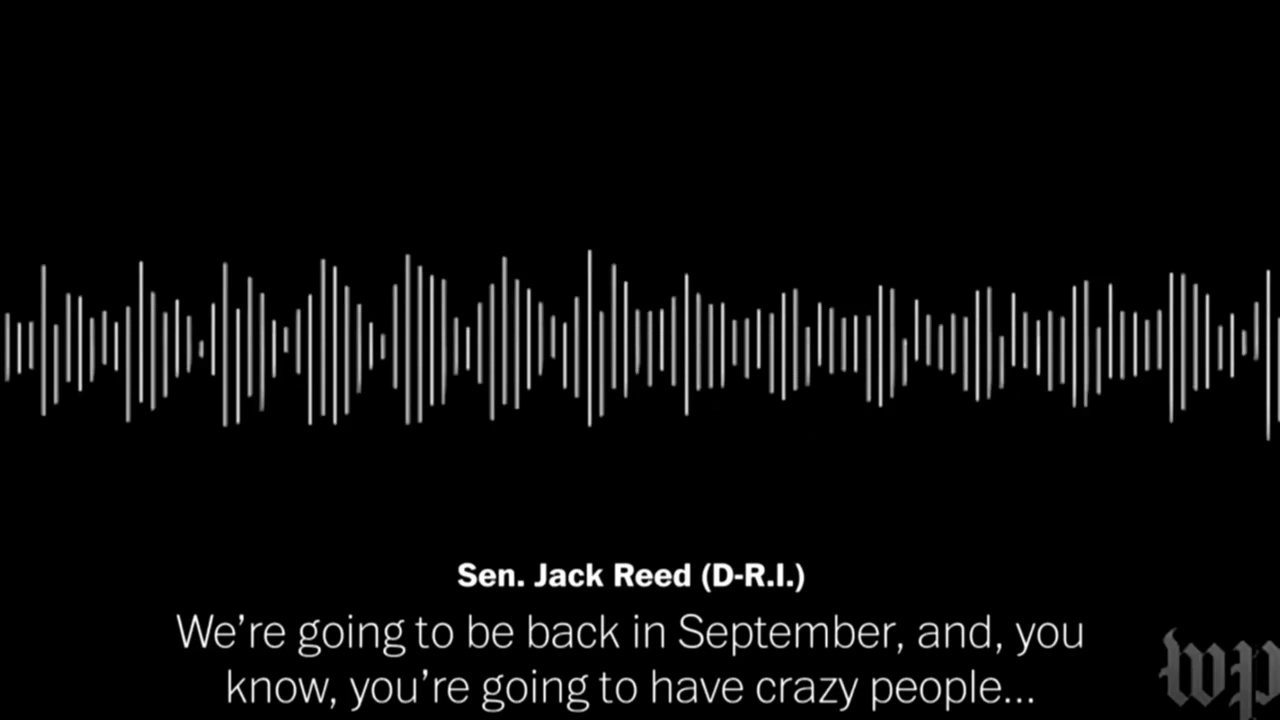 Sen. Jack Reed (D-R.I.)
We’re going to be back in September, and, you
know, you’re going to have crazy people...
wp